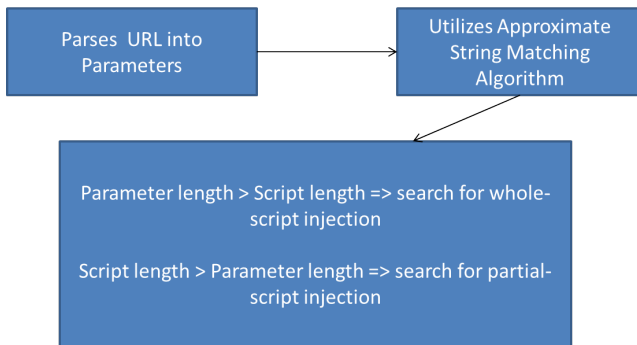 Parses  URL into
Parameters
Utilizes Approximate
String Matching
Algorithm
Parameter length > Script length => search for whole-
script injection
Script length > Parameter length => search for partial-
script injection